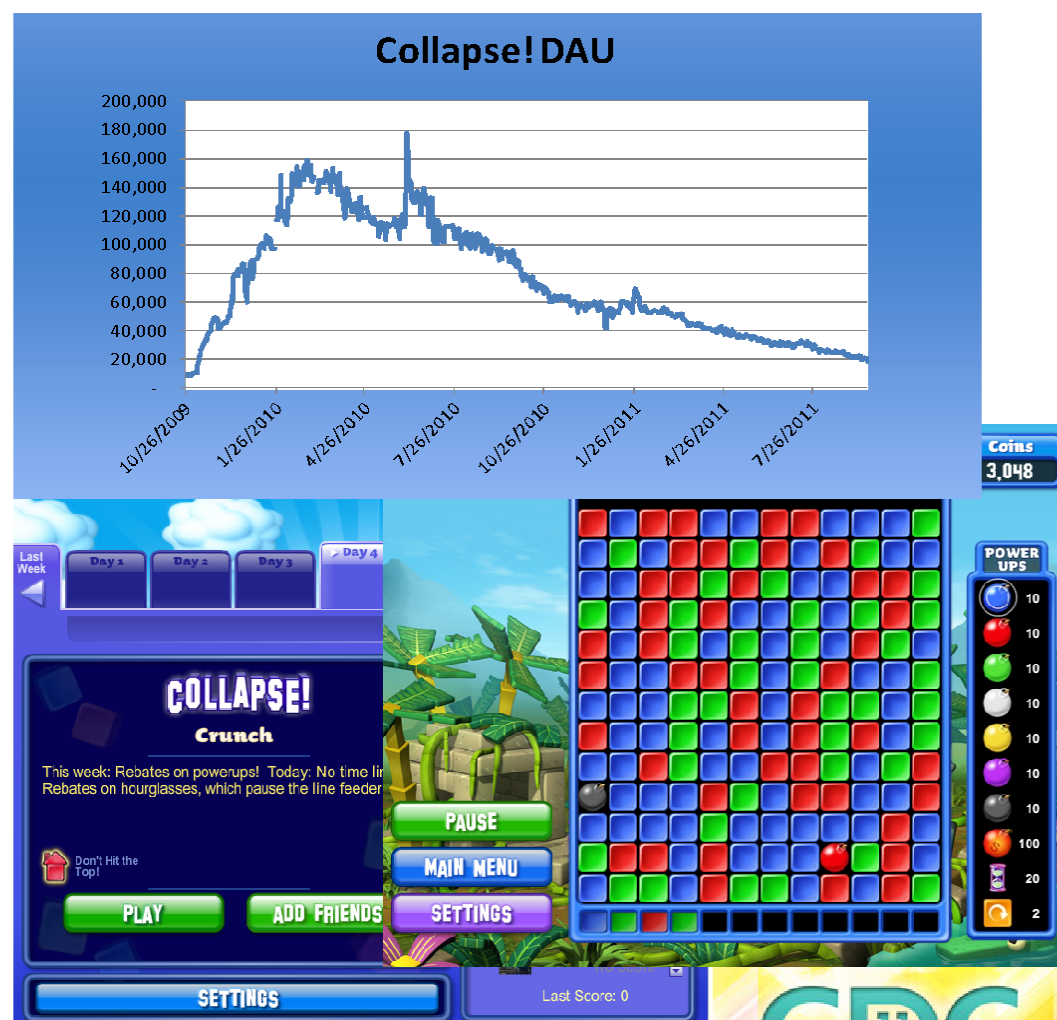 Collapse! DAU
200,000
180,000
160,000
140,000
120,000
100,000
80,000
60,000
40,000
20,000
-
10/26/2009
1/26/2010
4/26/2010
7/26/2010
10/26/2010
1/26/2011
4/26/2011
7/26/2011
Coins
3,048
Last
Week
Day 1
Day 2
Day 3
Day 4
COLLAPSE!
Crunch
This week: Rebates on powerups! Today: No time
Rebates on hourglasses, which pause the line feeder
Don't Hit the
Top!
PLAY
ADD FRIENDS
SETTINGS
PAUSE
MAIN MENU
SETTINGS
POWER
UPS
10
10
10
10
10
10
10
100
20
2
Last Score: 0